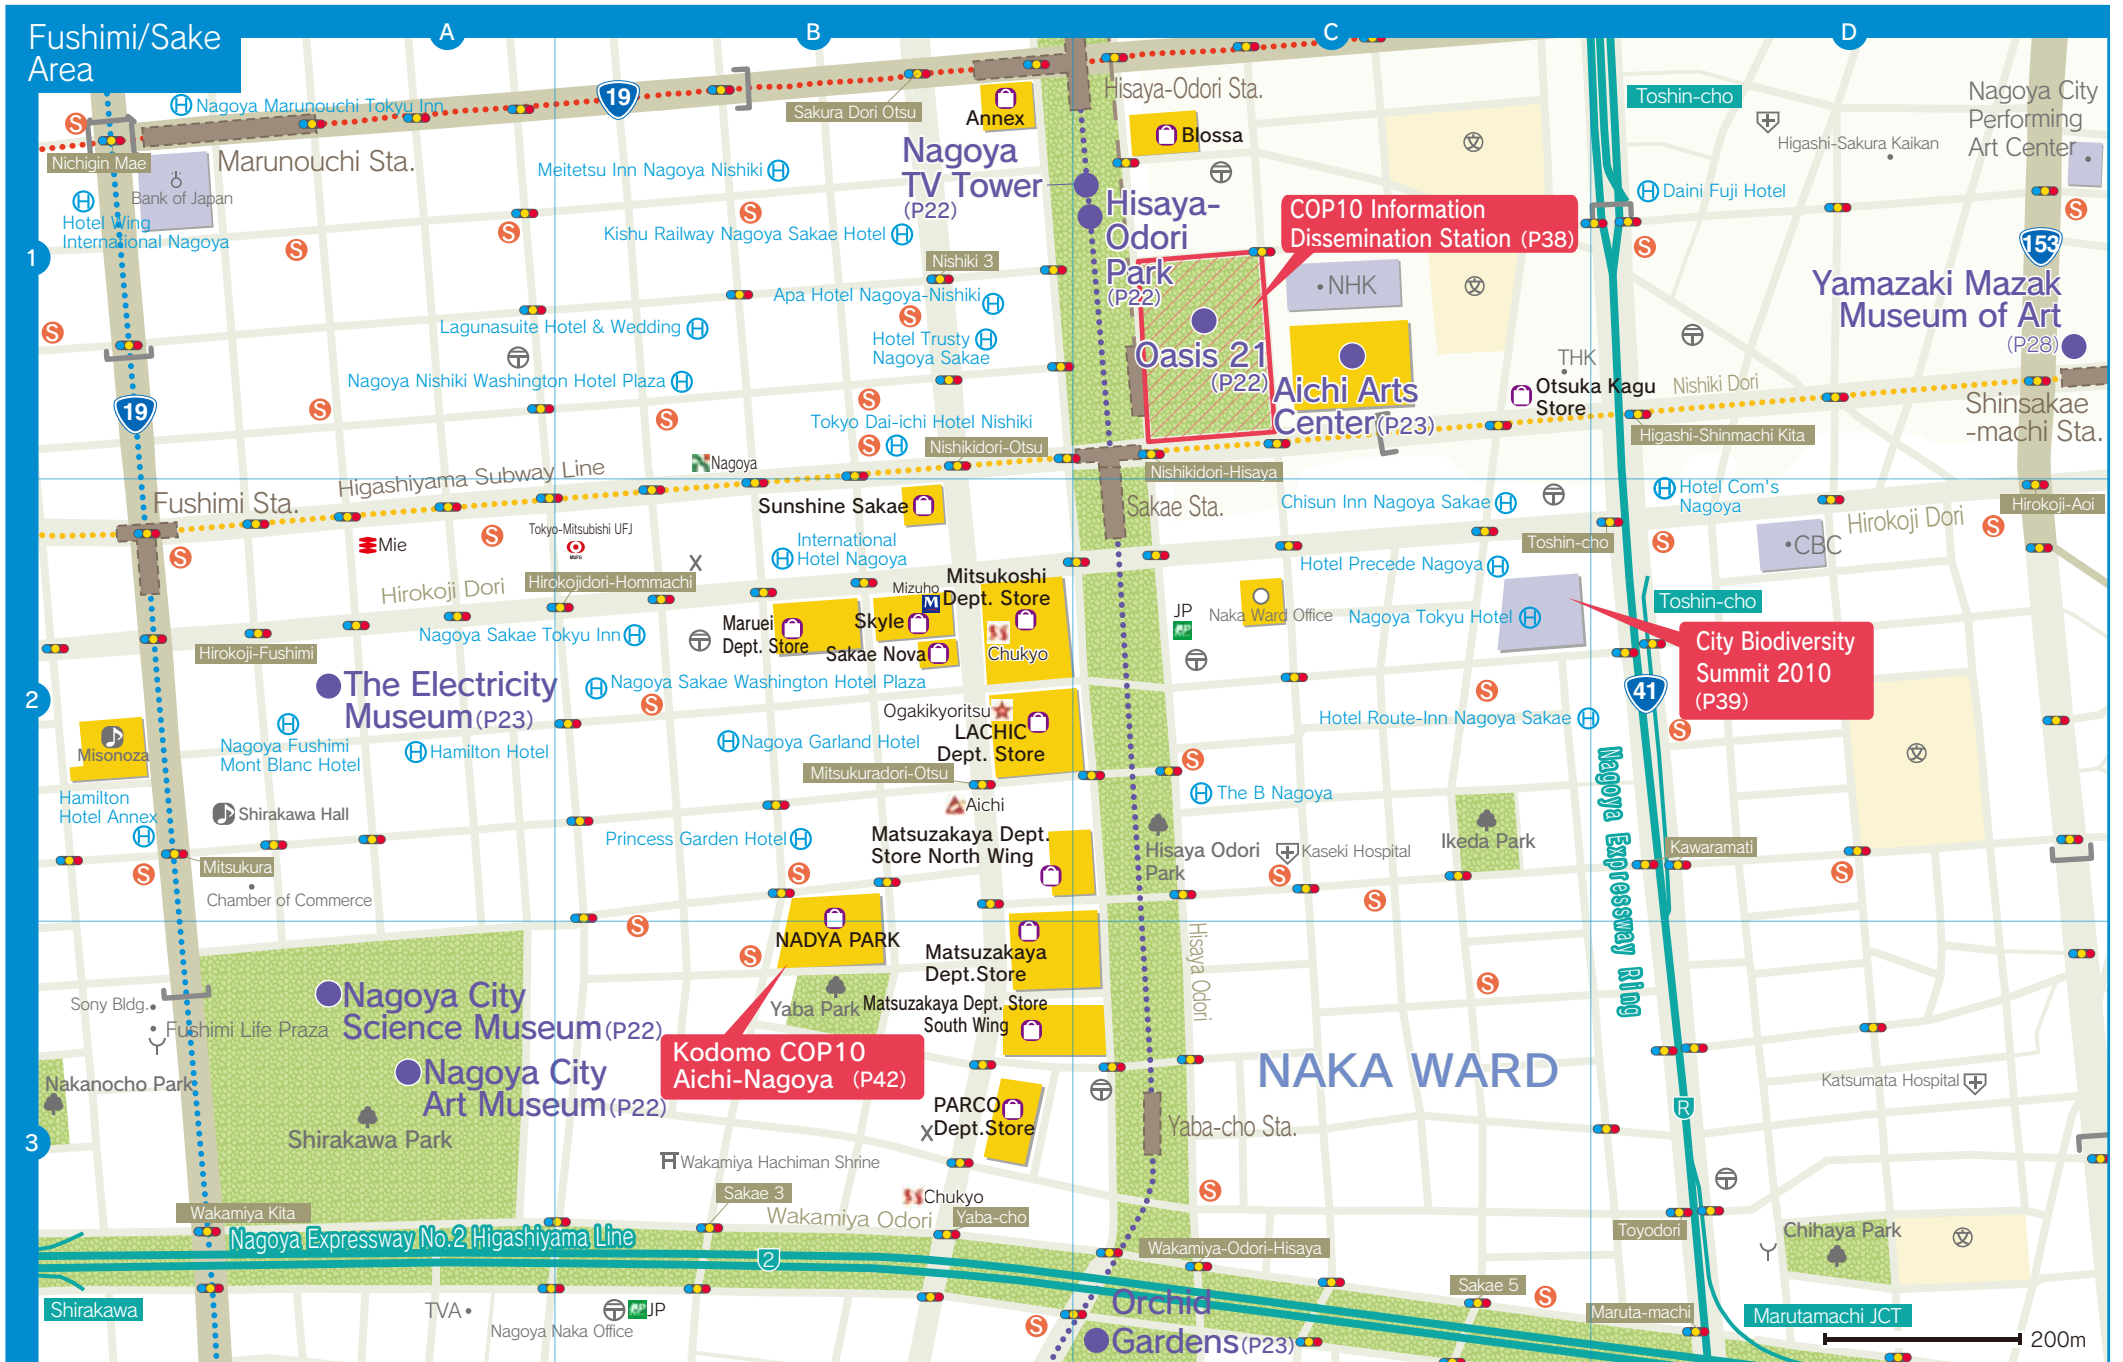 Fushimi/Sake
Area
A
B
C
D
1
2
3
Nagoya Marunouchi Tokyu Inn
19
Sakura Dori Otsu
Annex
Hisaya-Odori Sta.
Blossa
Toshin-cho
Higashi-Sakura Kaikan
Nagoya City
Performing
Art Center
Nichigin Mae
Marunouchi Sta.
Bank of Japan
Hotel Wing
International Nagoya
Meitetsu Inn Nagoya Nishiki
Nagoya
TV Tower
(P22)
Hisaya-
Odori
Park
(P22)
COP10 Information
Dissemination Station (P38)
Daini Fuji Hotel
153
Kishu Railway Nagoya Sakae Hotel
Nishiki 3
NHK
Apa Hotel Nagoya-Nishiki
Yamazaki Mazak
Museum of Art
(P28)
Lagunasuite Hotel & Wedding
Hotel Trusty
Nagoya Sakae
Oasis 21
(P22)
Aichi Arts
Center(P23)
THK
Otsuka Kagu
Store
Nishiki Dori
Nagoya Nishiki Washington Hotel Plaza
19
Tokyo Dai-ichi Hotel Nishiki
Nishikidori-Otsu
Higashi-Shinmachi Kita
Shinsakae
-machi Sta.
Nagoya
Higashiyama Subway Line
Nishikidori-Hisaya
Fushimi Sta.
Sunshine Sakae
Sakae Sta.
Chisun Inn Nagoya Sakae
Hotel Com's
Nagoya
Hirokoji-Aoi
Mie
Tokyo-Mitsubishi UFJ
MUFG
International
Hotel Nagoya
Toshin-cho
CBC
Hirokoji Dori
Hirokoji Dori
Hirokojidori-Hommachi
Mizuho
Mitsukoshi
Dept. Store
Hotel Precede Nagoya
Toshin-cho
Maruei
Dept. Store
Skyle
Sakae Nova
Chukyo
JP
Naka Ward Office
Nagoya Tokyu Hotel
City Biodiversity
Summit 2010
(P39)
Nagoya Sakae Tokyu Inn
Hirokoji-Fushimi
The Electricity
Museum(P23)
Nagoya Sakae Washington Hotel Plaza
41
Ogakikyoritsu
LACHIC
Dept. Store
Hotel Route-Inn Nagoya Sakae
Misonoza
Nagoya Fushimi
Mont Blanc Hotel
Hamilton Hotel
Nagoya Garland Hotel
Mitsukuradori-Otsu
Nagoya Expressway Ring
Hamilton
Hotel Annex
Shirakawa Hall
Aichi
The B Nagoya
Princess Garden Hotel
Matsuzakaya Dept.
Store North Wing
Hisaya Odori
Park
Kaseki Hospital
Ikeda Park
Kawaramati
Mitsukura
Chamber of Commerce
NADYA PARK
Matsuzakaya
Dept.Store
Hisaya Odori
Nagoya City
Science Museum(P22)
Sony Bldg.
Fushimi Life Praza
Yaba Park
Matsuzakaya Dept. Store
South Wing
Kodomo COP10
Aichi-Nagoya (P42)
NAKA WARD
Nakanocho Park
Nagoya City
Art Museum(P22)
Katsumata Hospital
PARCO
Dept.Store
Yaba-cho Sta.
R
Shirakawa Park
Wakamiya Hachiman Shrine
Chukyo
Wakamiya Kita
Sakae 3
Wakamiya Odori
Yaba-cho
Nagoya Expressway No.2 Higashiyama Line
2
Wakamiya-Odori-Hisaya
Toyodori
Chihaya Park
Shirakawa
TVA
JP
Nagoya Naka Office
Orchid
Gardens(P23)
Sakae 5
Maruta-machi
Marutamachi JCT
200m